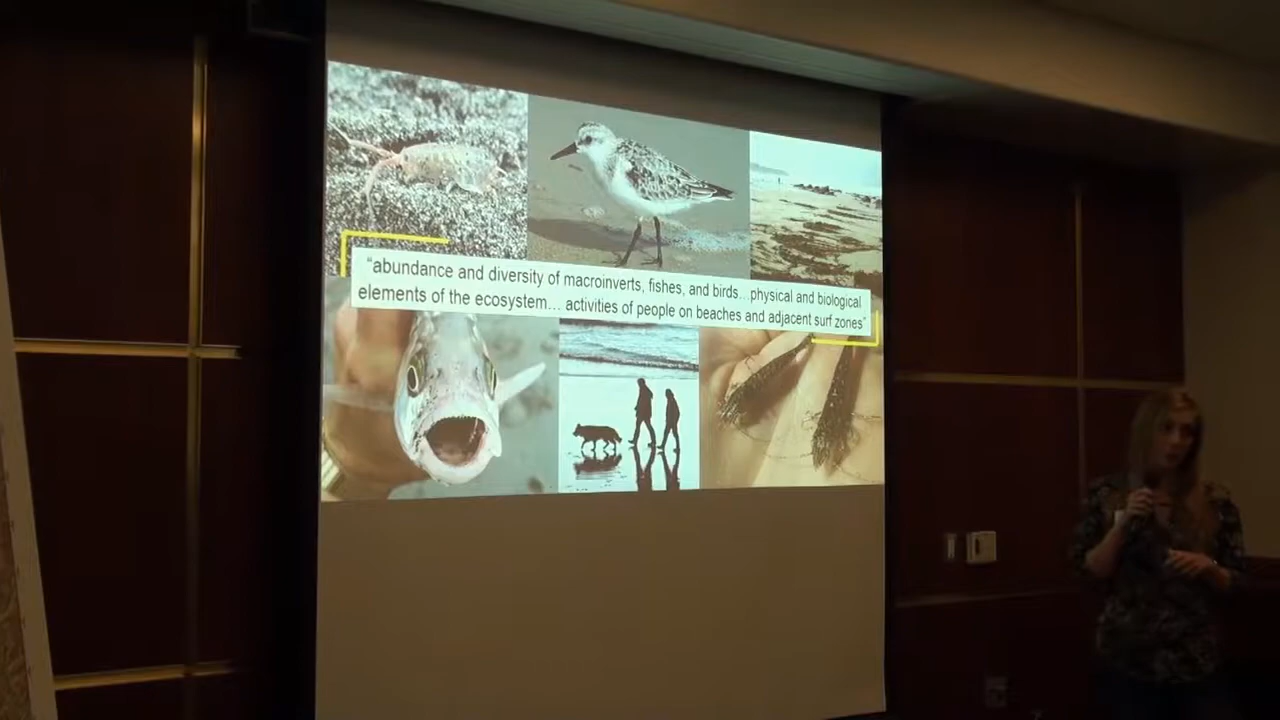 “abundance and diversity of macroinverts, fishes, and birds…physical and biological
elements of the ecosystem… activities of people on beaches and adjacent surf zones”